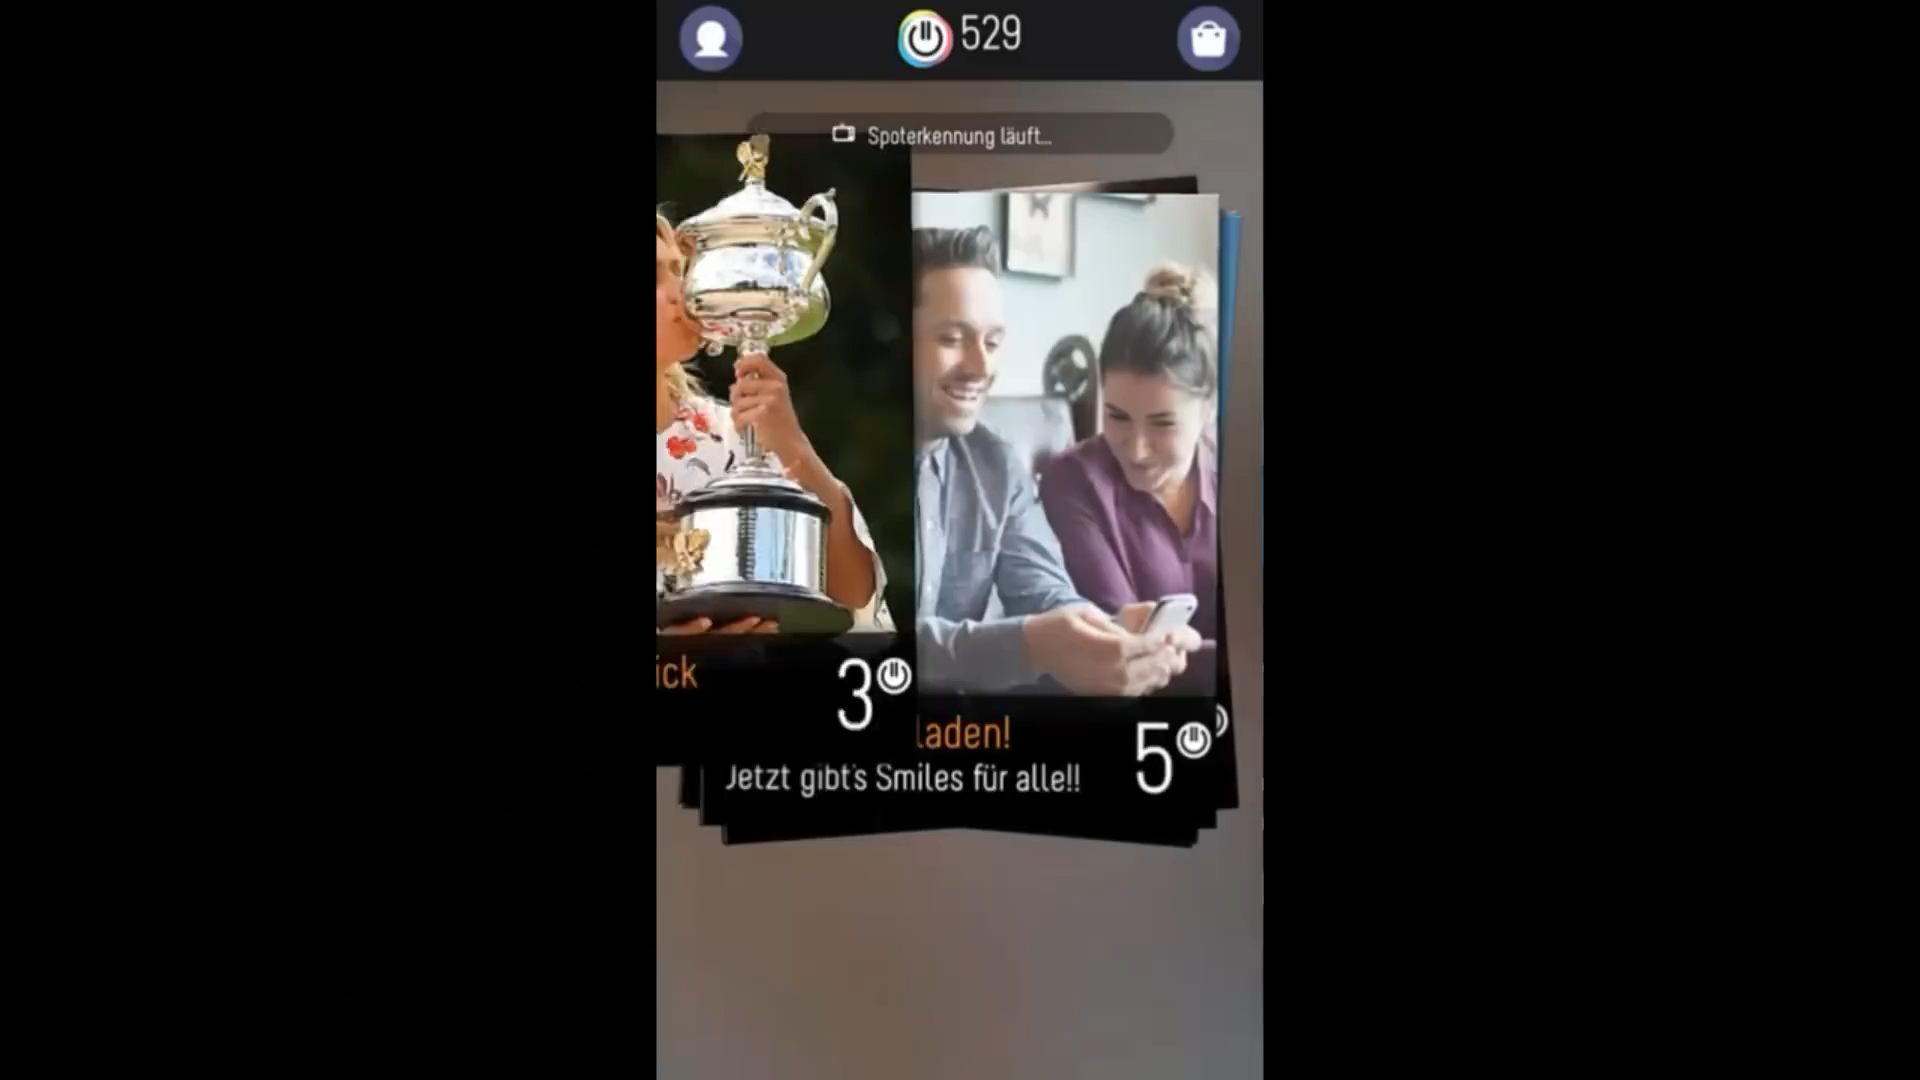 529
Spoterkennung läuft...
ick
3
laden!
5
Jetzt gibt's Smiles für alle!!